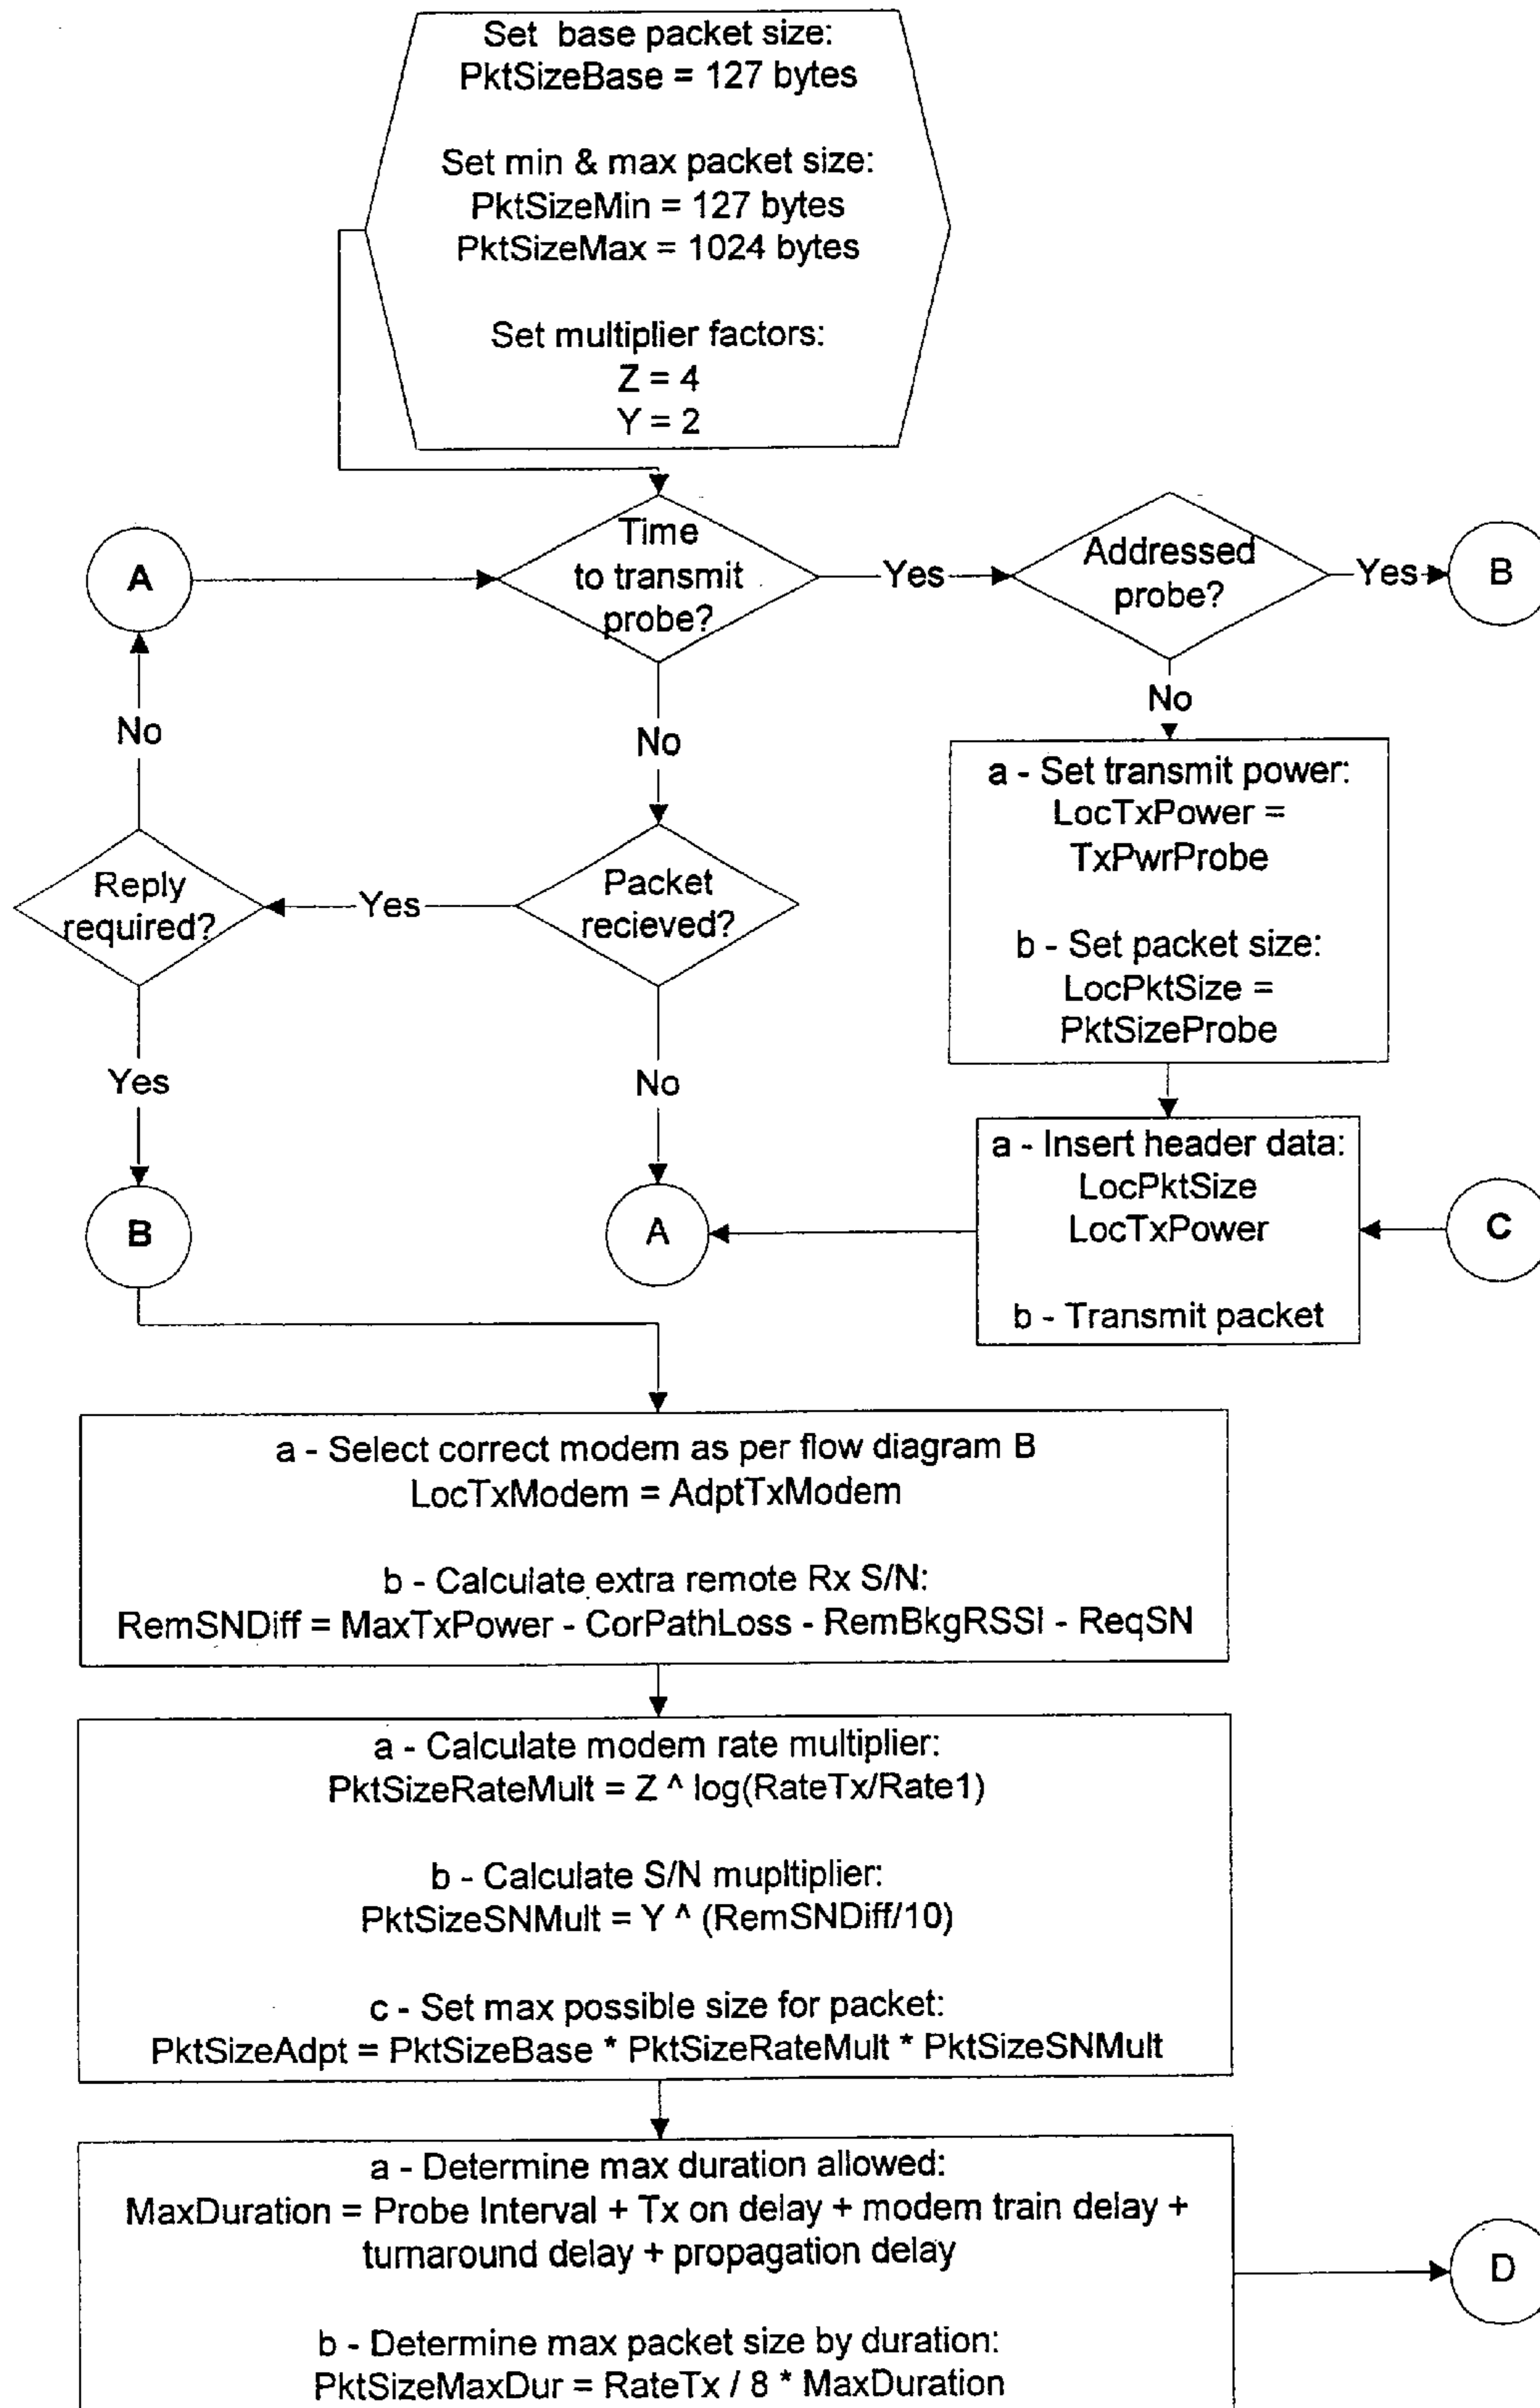 Set base packet size:
PktSizeBase = 127 bytes
Set min & max packet size:
PktSizeMin = 127 bytes
PktSizeMax = 1024 bytes
Set multiplier factors:
Z = 4
Y = 2
A
Time
to transmit
probe?
Yes
Addressed
probe?
Yes
B
No
No
No
a - Set transmit power:
LocTxPower =
TxPwrProbe
b - Set packet size:
LocPktSize =
PktSizeProbe
Reply
required?
Yes
Packet
recieved?
Yes
No
B
A
a - Insert header data:
LocPktSize
LocTxPower
b - Transmit packet
C
a - Select correct modem as per flow diagram B
LocTxModem = AdptTxModem
b - Calculate extra remote Rx S/N:
RemSNDiff = MaxTxPower - CorPathLoss - RemBkgRSSI - ReqSN
a - Calculate modem rate multiplier:
PktSizeRateMult = Z ^ log(RateTx/Rate1)
b - Calculate S/N mupltiplier:
PktSizeSNMult = Y ^ (RemSNDiff/10)
c - Set max possible size for packet:
PktSizeAdpt = PktSizeBase * PktSizeRateMult * PktSizeSNMult
a - Determine max duration allowed:
MaxDuration = Probe Interval + Tx on delay + modem train delay +
turnaround delay + propagation delay
b - Determine max packet size by duration:
PktSizeMaxDur = RateTx / 8 * MaxDuration
D